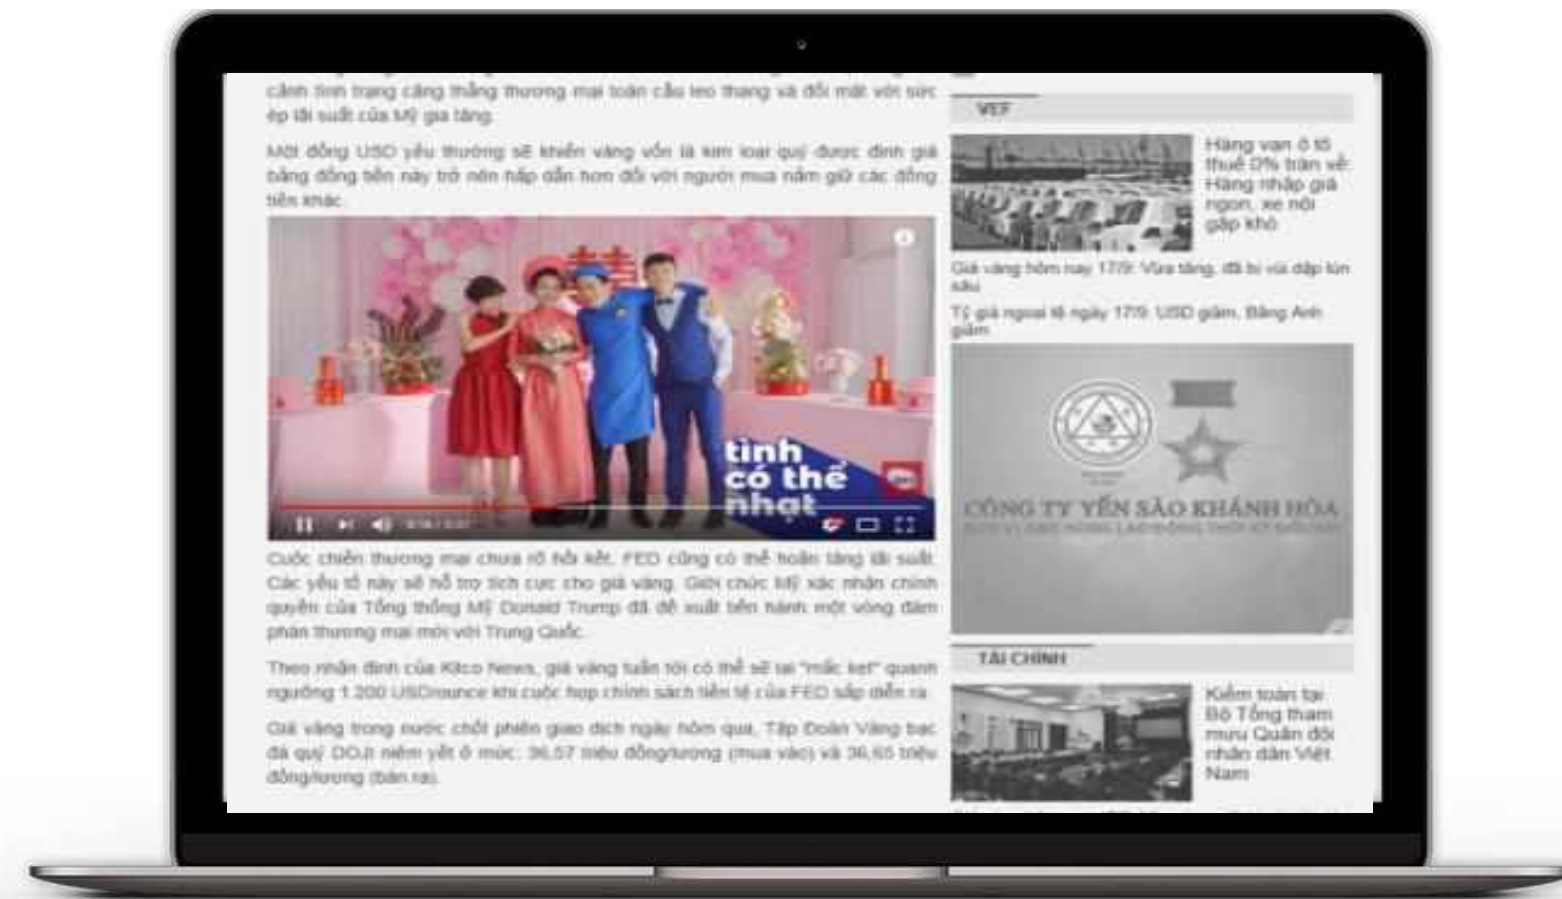 cảnh tình trạng căng thẳng thương mại toàn cầu leo thang và đối mặt với sức
ép lãi suất của Mỹ gia tăng.
Một đồng USD yếu thường sẽ khiến vàng vốn là kim loại quý được định giá
bằng đồng tiền này trở nên hấp dẫn hơn đối với người mua nắm giữ các đồng
tiền khác.
tình
có thể
nhạt
Cuộc chiến thương mại chưa rõ hồi kết, FED cũng có thể hoãn tăng lãi suất.
Các yếu tố này sẽ hỗ trợ tích cực cho giá vàng. Giới chức Mỹ xác nhận chính
quyền của Tổng thống Mỹ Donald Trump đã đề xuất tiến hành một vòng đàm
phán thương mại mới với Trung Quốc.
Theo nhận định của Kitco News, giá vàng tuần tới có thể sẽ lại "mắc kẹt" quanh
ngưỡng 1.200 USD/ounce khi cuộc họp chính sách tiền tệ của FED sắp diễn ra.
Giá vàng trong nước chốt phiên giao dịch ngày hôm qua, Tập Đoàn Vàng bạc
đá quý DOJI niêm yết ở mức: 36,57 triệu đồng/lượng (mua vào) và 36,65 triệu
đồng/lượng (bán ra).
VEF
Hàng vạn ô tô
thuế 0% tràn về:
Hàng nhập giá
ngon, xe nội
gặp khó
Giá vàng hôm nay 17/9: Vừa tăng, đã bị vùi dập lún
sâu
Tỷ giá ngoại tệ ngày 17/9: USD giảm, Bảng Anh
giảm
CÔNG TY YẾN SÀO KHÁNH HÒA
TÀI CHÍNH
Kiểm toán tại
Bộ Tổng tham
mưu Quân đội
nhân dân Việt
Nam